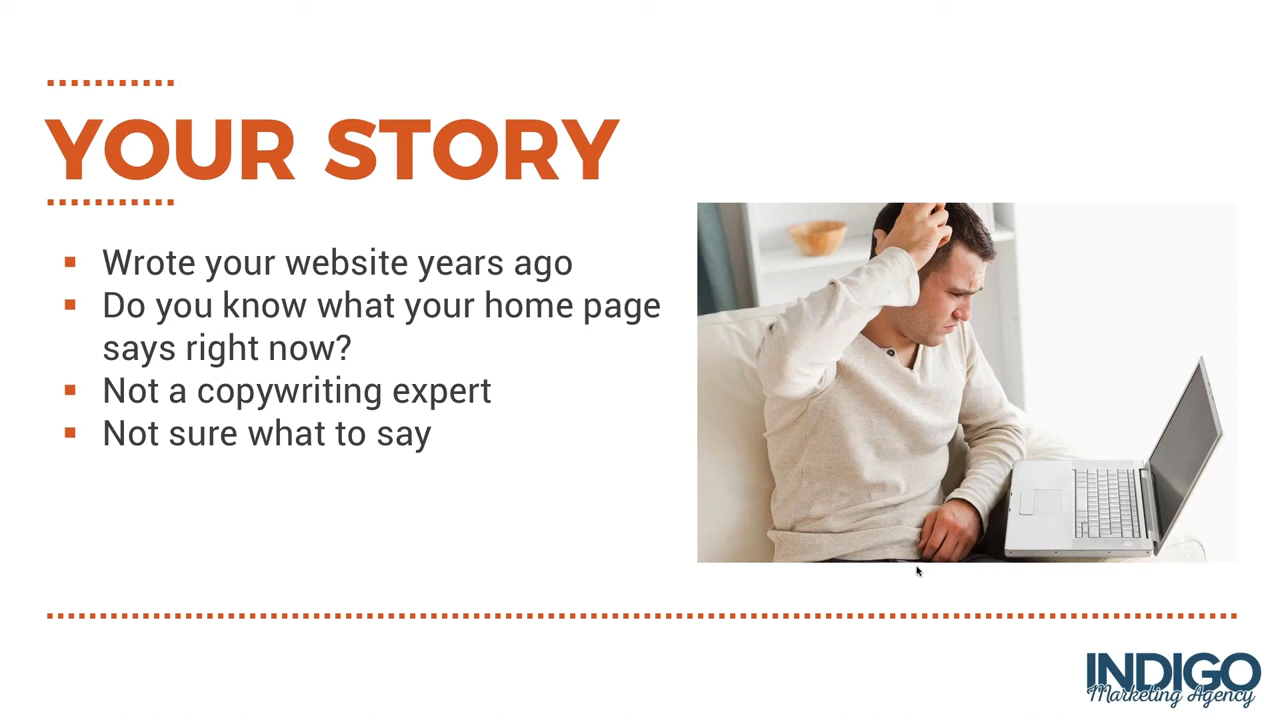 YOUR STORY
Wrote your website years ago
Do you know what your home page
says right now?
Not a copywriting expert
Not sure what to say
INDIGO
Marketing Agency